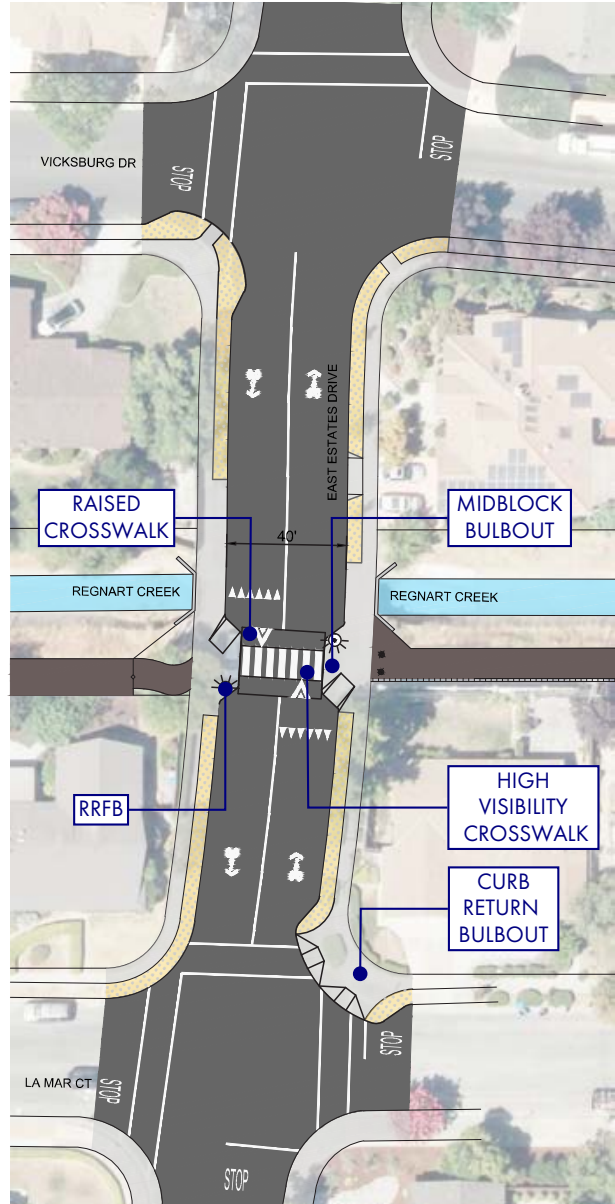 VICKSBURG DR
STOP
STOP
EAST ESTATES DRIVE
RAISED
CROSSWALK
MIDBLOCK
BULBOUT
40'
REGNART CREEK
REGNART CREEK
RRFB
HIGH
VISIBILITY
CROSSWALK
CURB
RETURN
BULBOUT
STOP
LA MAR CT
STOP
STOP